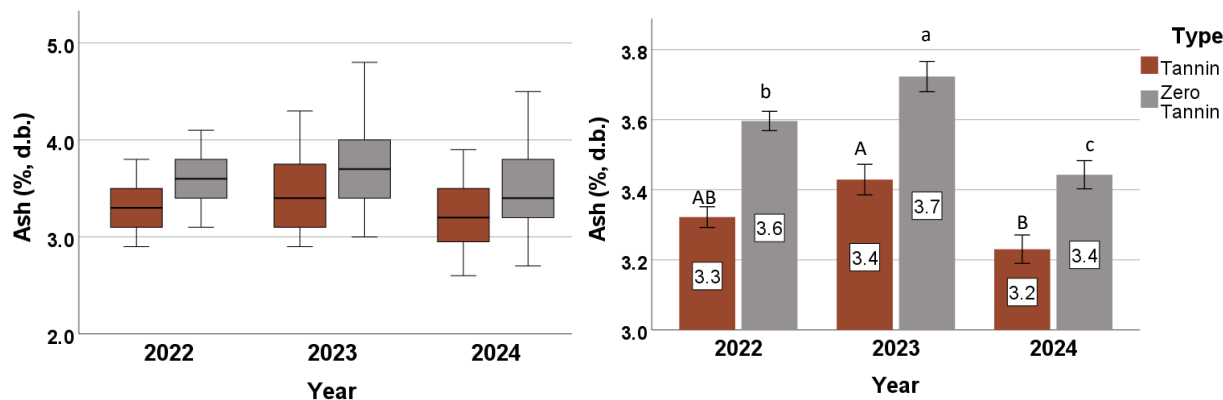 5.0
4.0
3.0
2.0
Ash (%, d.b.)
2022 2023 2024
Year
3.8
3.6
3.4
3.2
3.0
Ash (%, d.b.)
AB
b
A
a
B
c
3.3
3.6
3.4
3.7
3.2
3.4
2022 2023 2024
Year
Type
Tannin
Zero
Tannin